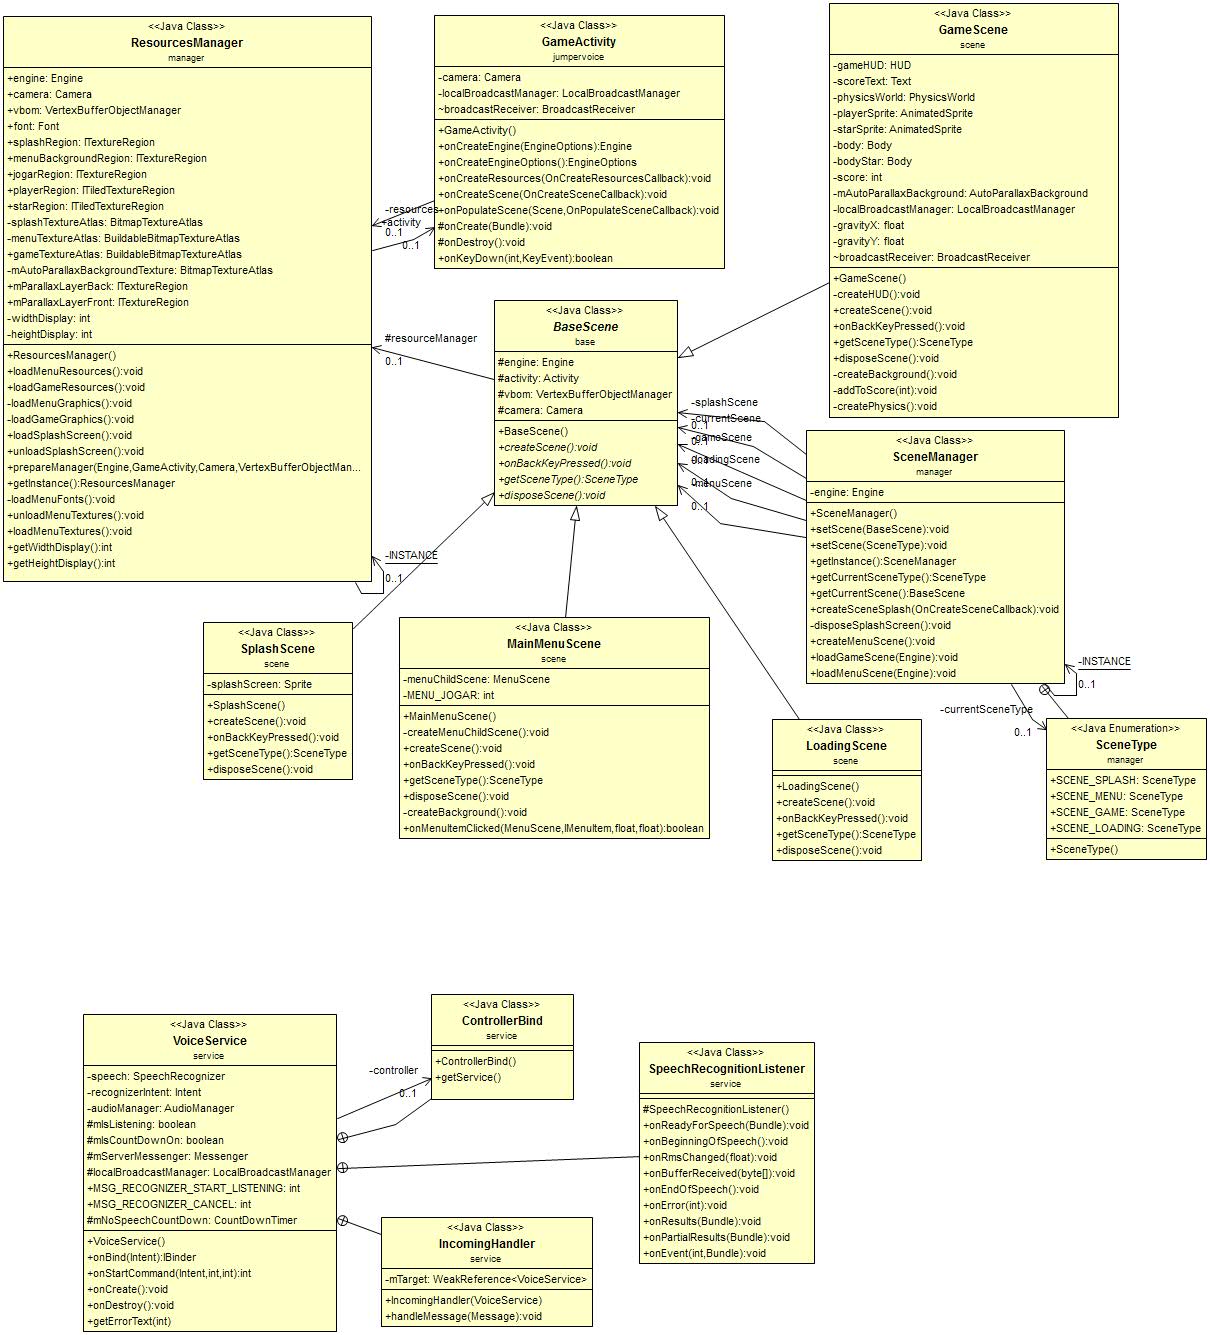 <<Java Class>>
ResourcesManager
manager
+engine: Engine
+camera: Camera
+vbom: VertexBufferObjectManager
+font: Font
+splashRegion: ITextureRegion
+menuBackgroundRegion: ITextureRegion
+jogarRegion: ITextureRegion
+playerRegion: ITiledTextureRegion
+starRegion: ITiledTextureRegion
-splashTextureAtlas: BitmapTextureAtlas
-menuTextureAtlas: BuildableBitmapTextureAtlas
+gameTextureAtlas: BuildableBitmapTextureAtlas
-mAutoParallaxBackgroundTexture: BitmapTextureAtlas
+mParallaxLayerBack: ITextureRegion
+mParallaxLayerFront: ITextureRegion
-widthDisplay: int
-heightDisplay: int
+ResourcesManager()
+loadMenuResources():void
+loadGameResources():void
-loadMenuGraphics():void
-loadGameGraphics():void
+loadSplashScreen():void
+unloadSplashScreen():void
+prepareManager(Engine,GameActivity,Camera,VertexBufferObjectMan...
+getInstance():ResourcesManager
-loadMenuFonts():void
+unloadMenuTextures():void
+loadMenuTextures():void
+getWidthDisplay():int
+getHeightDisplay():int
<<Java Class>>
GameActivity
jumpervoice
-camera: Camera
-localBroadcastManager: LocalBroadcastManager
~broadcastReceiver: BroadcastReceiver
+GameActivity()
+onCreateEngine(EngineOptions):Engine
+onCreateEngineOptions():EngineOptions
+onCreateResources(OnCreateResourcesCallback):void
+onCreateScene(OnCreateSceneCallback):void
+onPopulateScene(Scene,OnPopulateSceneCallback):void
#onCreate(Bundle):void
#onDestroy():void
+onKeyDown(int,KeyEvent):boolean
-resources
0..1
+activity
0..1
<<Java Class>>
GameScene
scene
-gameHUD: HUD
-scoreText: Text
-physicsWorld: PhysicsWorld
-playerSprite: AnimatedSprite
-starSprite: AnimatedSprite
-body: Body
-bodyStar: Body
-score: int
-mAutoParallaxBackground: AutoParallaxBackground
-localBroadcastManager: LocalBroadcastManager
-gravityX: float
-gravityY: float
~broadcastReceiver: BroadcastReceiver
+GameScene()
-createHUD():void
+createScene():void
+onBackKeyPressed():void
+getSceneType():SceneType
+disposeScene():void
-createBackground():void
-addToScore(int):void
-createPhysics():void
<<Java Class>>
BaseScene
base
#engine: Engine
#activity: Activity
#vbom: VertexBufferObjectManager
#camera: Camera
+BaseScene()
+createScene():void
+onBackKeyPressed():void
+getSceneType():SceneType
+disposeScene():void
#resourceManager
0..1
-splashScene
0..1
-currentScene
0..1
-gameScene
0..1
-loadingScene
0..1
-menuScene
0..1
<<Java Class>>
SceneManager
manager
-engine: Engine
+SceneManager()
+setScene(BaseScene):void
+setScene(SceneType):void
+getInstance():SceneManager
+getCurrentSceneType():SceneType
+getCurrentScene():BaseScene
+createSceneSplash(OnCreateSceneCallback):void
-disposeSplashScreen():void
+createMenuScene():void
+loadGameScene(Engine):void
+loadMenuScene(Engine):void
-INSTANCE
0..1
-INSTANCE
0..1
-currentSceneType
0..1
<<Java Class>>
SplashScene
scene
-splashScreen: Sprite
+SplashScene()
+createScene():void
+onBackKeyPressed():void
+getSceneType():SceneType
+disposeScene():void
<<Java Class>>
MainMenuScene
scene
-menuChildScene: MenuScene
-MENU_JOGAR: int
+MainMenuScene()
-createMenuChildScene():void
+createScene():void
+onBackKeyPressed():void
+getSceneType():SceneType
+disposeScene():void
-createBackground():void
+onMenuItemClicked(MenuScene,IMenuItem,float,float):boolean
<<Java Class>>
LoadingScene
scene
+LoadingScene()
+createScene():void
+onBackKeyPressed():void
+getSceneType():SceneType
+disposeScene():void
<<Java Enumeration>>
SceneType
manager
+SCENE_SPLASH: SceneType
+SCENE_MENU: SceneType
+SCENE_GAME: SceneType
+SCENE_LOADING: SceneType
+SceneType()
<<Java Class>>
VoiceService
service
-speech: SpeechRecognizer
-recognizerIntent: Intent
-audioManager: AudioManager
#mIsListening: boolean
#mIsCountDownOn: boolean
#mServerMessenger: Messenger
#localBroadcastManager: LocalBroadcastManager
+MSG_RECOGNIZER_START_LISTENING: int
+MSG_RECOGNIZER_CANCEL: int
#mNoSpeechCountDown: CountDownTimer
+VoiceService()
+onBind(Intent):IBinder
+onStartCommand(Intent,int,int):int
+onCreate():void
+onDestroy():void
+getErrorText(int)
-controller
0..1
<<Java Class>>
ControllerBind
service
+ControllerBind()
+getService()
<<Java Class>>
SpeechRecognitionListener
service
#SpeechRecognitionListener()
+onReadyForSpeech(Bundle):void
+onBeginningOfSpeech():void
+onRmsChanged(float):void
+onBufferReceived(byte[]):void
+onEndOfSpeech():void
+onError(int):void
+onResults(Bundle):void
+onPartialResults(Bundle):void
+onEvent(int,Bundle):void
<<Java Class>>
IncomingHandler
service
-mTarget: WeakReference<VoiceService>
+IncomingHandler(VoiceService)
+handleMessage(Message):void